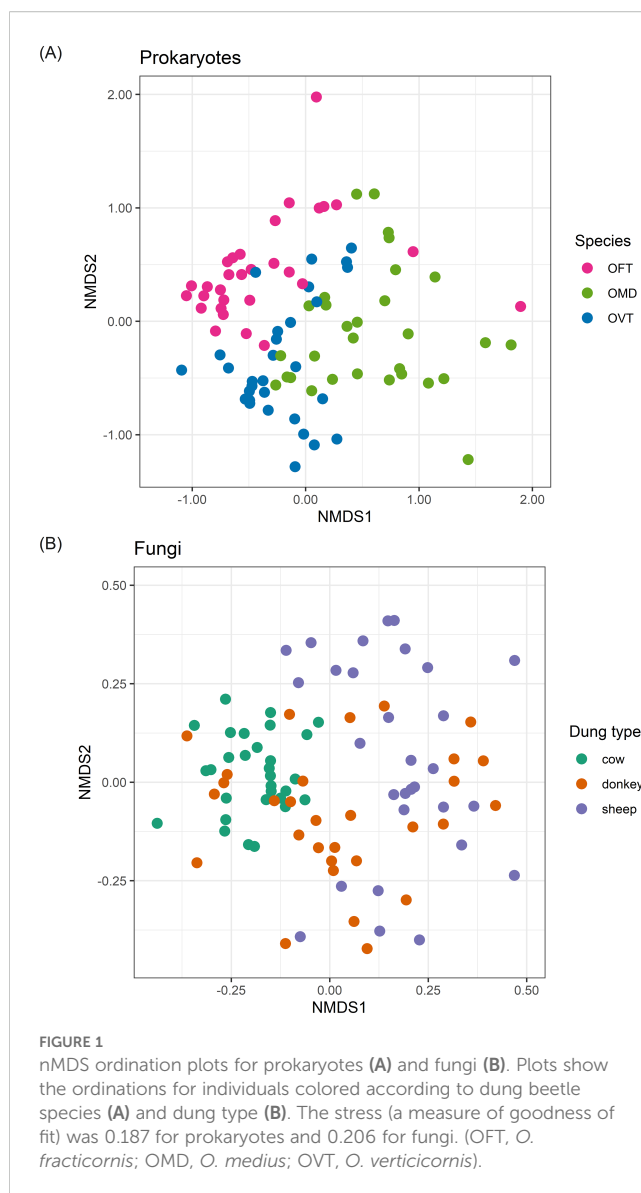 (A)
Prokaryotes
2.00
1.00
0.00
-1.00
NMDS2
-1.00 0.00 1.00 2.00
NMDS1
Species
OFT
OMD
OVT
(B)
Fungi
0.50
0.25
0.00
-0.25
NMDS2
-0.25 0.00 0.25 0.50
NMDS1
Dung type
cow
donkey
sheep
FIGURE 1
nMDS ordination plots for prokaryotes (A) and fungi (B). Plots show
the ordinations for individuals colored according to dung beetle
species (A) and dung type (B). The stress (a measure of goodness of
fit) was 0.187 for prokaryotes and 0.206 for fungi. (OFT, O.
fracticornis; OMD, O. medius; OVT, O. verticicornis).